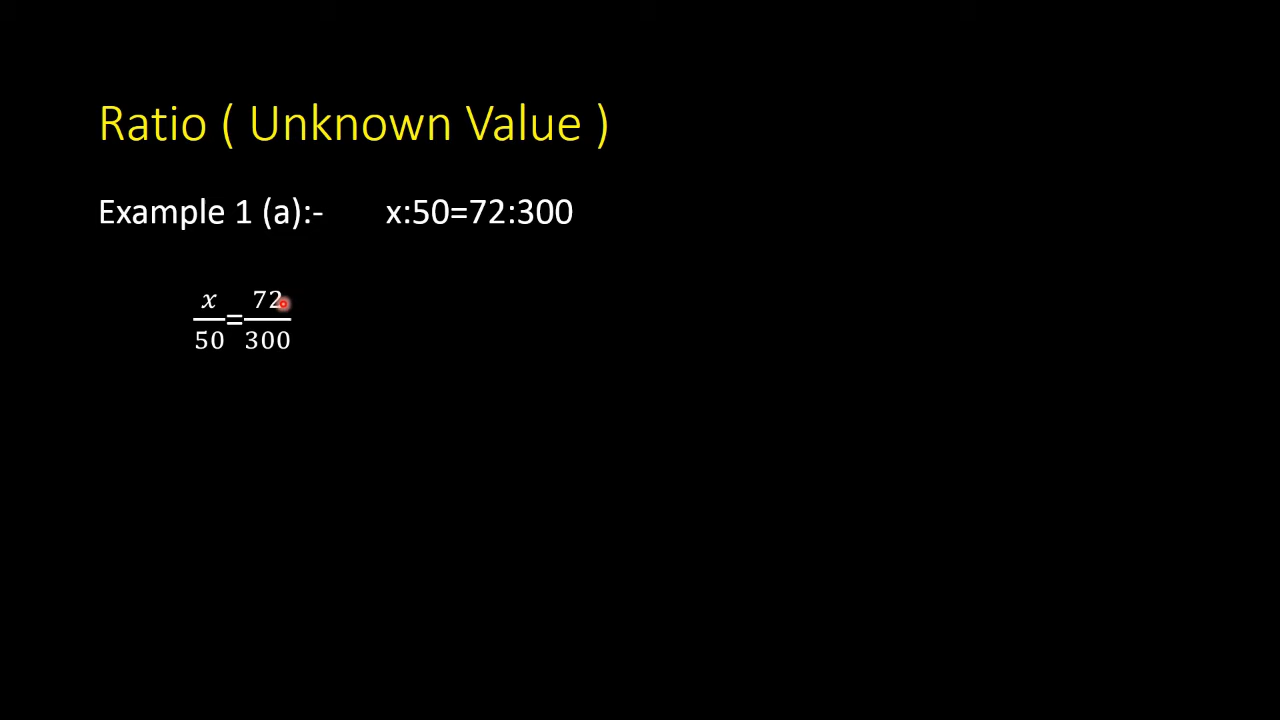 Ratio ( Unknown Value )
Example 1 (a):- x:50=72:300
x/50=72/300